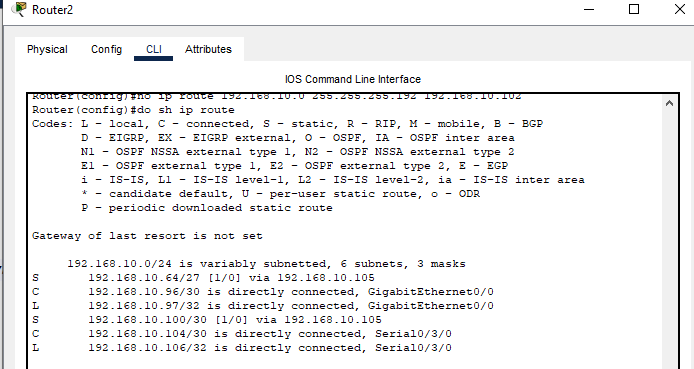 Router2
Physical Config CLI Attributes
IOS Command Line Interface
Router(config)#no ip route 192.168.10.0 255.255.255.192 192.168.10.102
Router(config)#do sh ip route
Codes: L - local, C - connected, S - static, R - RIP, M - mobile, B - BGP
D - EIGRP, EX - EIGRP external, O - OSPF, IA - OSPF inter area
N1 - OSPF NSSA external type 1, N2 - OSPF NSSA external type 2
E1 - OSPF external type 1, E2 - OSPF external type 2, E - EGP
i - IS-IS, L1 - IS-IS level-1, L2 - IS-IS level-2, ia - IS-IS inter area
* - candidate default, U - per-user static route, o - ODR
P - periodic downloaded static route
Gateway of last resort is not set
192.168.10.0/24 is variably subnetted, 6 subnets, 3 masks
S 192.168.10.64/27 [1/0] via 192.168.10.105
C 192.168.10.96/30 is directly connected, GigabitEthernet0/0
L 192.168.10.97/32 is directly connected, GigabitEthernet0/0
S 192.168.10.100/30 [1/0] via 192.168.10.105
C 192.168.10.104/30 is directly connected, Serial0/3/0
L 192.168.10.106/32 is directly connected, Serial0/3/0